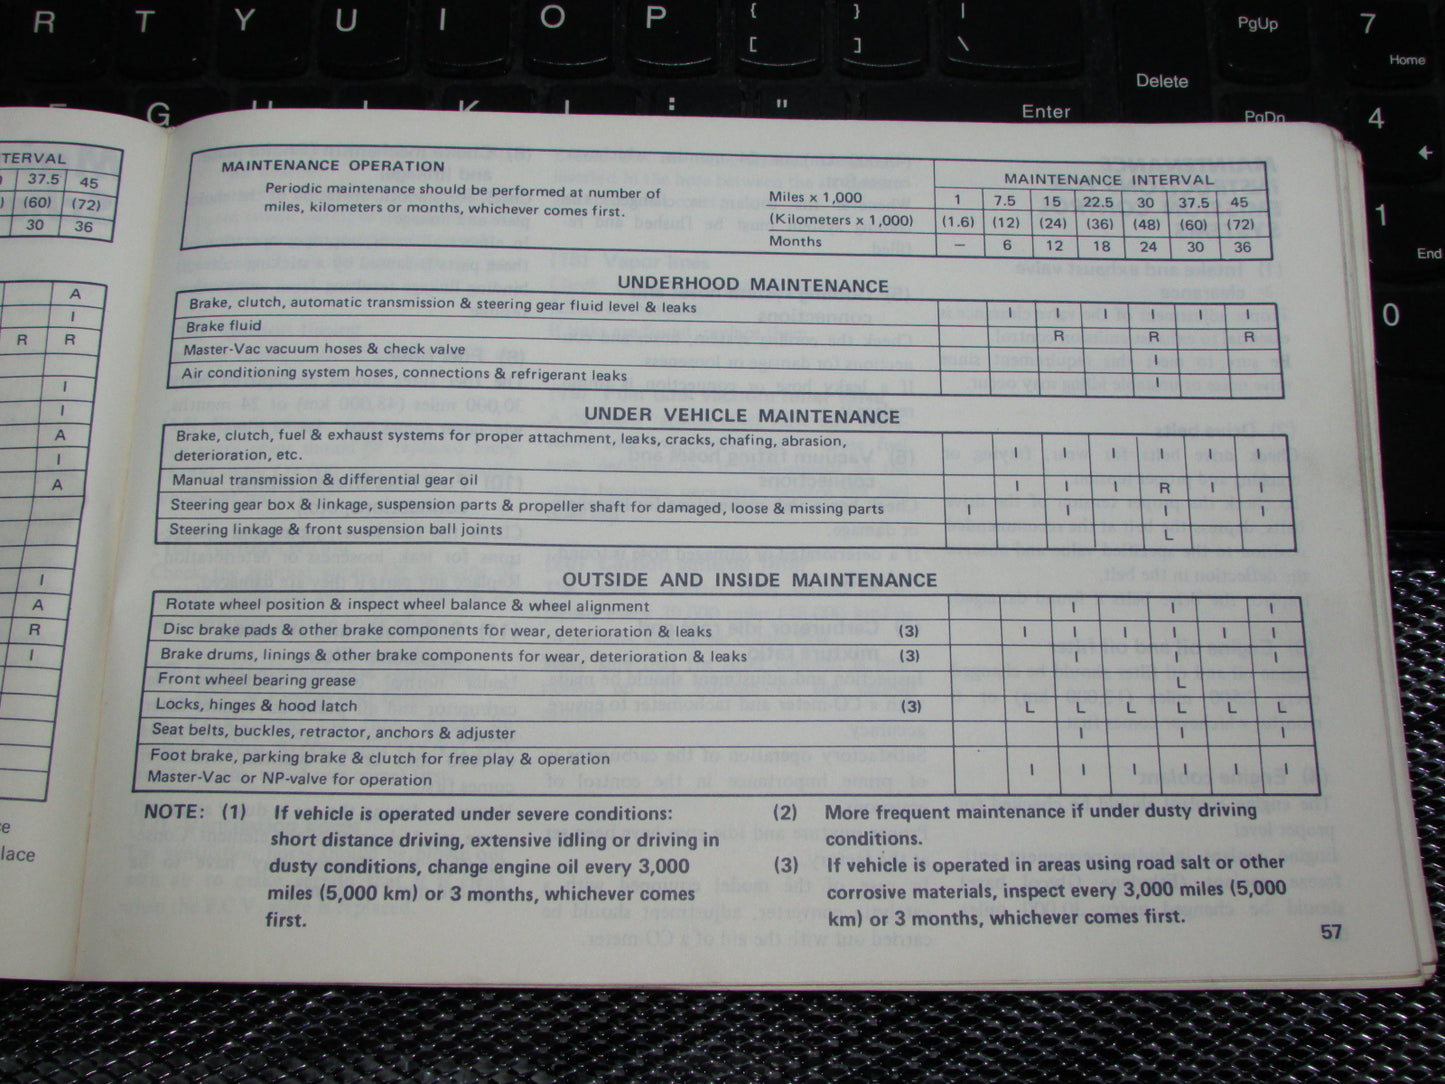 R T Y U I O P { [ } ] | \ PgUp 7 Home
Delete
G : " Enter PgDn 4
1 End
0
TERVAL
37.5 45
(60) (72)
30 36
A
I
R R
I
I
A
I
A
I
A
R
I
lace
MAINTENANCE OPERATION
Periodic maintenance should be performed at number of
miles, kilometers or months, whichever comes first.
MAINTENANCE INTERVAL
Miles x 1,000 1 7.5 15 22.5 30 37.5 45
(Kilometers x 1,000) (1.6) (12) (24) (36) (48) (60) (72)
Months — 6 12 18 24 30 36
UNDERHOOD MAINTENANCE
Brake, clutch, automatic transmission & steering gear fluid level & leaks I I I I I
Brake fluid R R R
Master-Vac vacuum hoses & check valve I
Air conditioning system hoses, connections & refrigerant leaks I
UNDER VEHICLE MAINTENANCE
Brake, clutch, fuel & exhaust systems for proper attachment, leaks, cracks, chafing, abrasion,
deterioration, etc. I I I I I I
Manual transmission & differential gear oil I I I R I I
Steering gear box & linkage, suspension parts & propeller shaft for damaged, loose & missing parts I I I I I I I
Steering linkage & front suspension ball joints L
OUTSIDE AND INSIDE MAINTENANCE
Rotate wheel position & inspect wheel balance & wheel alignment I I I
Disc brake pads & other brake components for wear, deterioration & leaks (3) I I I I I I
Brake drums, linings & other brake components for wear, deterioration & leaks (3) I I I
Front wheel bearing grease L
Locks, hinges & hood latch (3) L L L L L L
Seat belts, buckles, retractor, anchors & adjuster I I I I I
Foot brake, parking brake & clutch for free play & operation
Master-Vac or NP-valve for operation I I I I I I
NOTE: (1) If vehicle is operated under severe conditions:
short distance driving, extensive idling or driving in
dusty conditions, change engine oil every 3,000
miles (5,000 km) or 3 months, whichever comes
first.
(2) More frequent maintenance if under dusty driving
conditions.
(3) If vehicle is operated in areas using road salt or other
corrosive materials, inspect every 3,000 miles (5,000
km) or 3 months, whichever comes first.
57